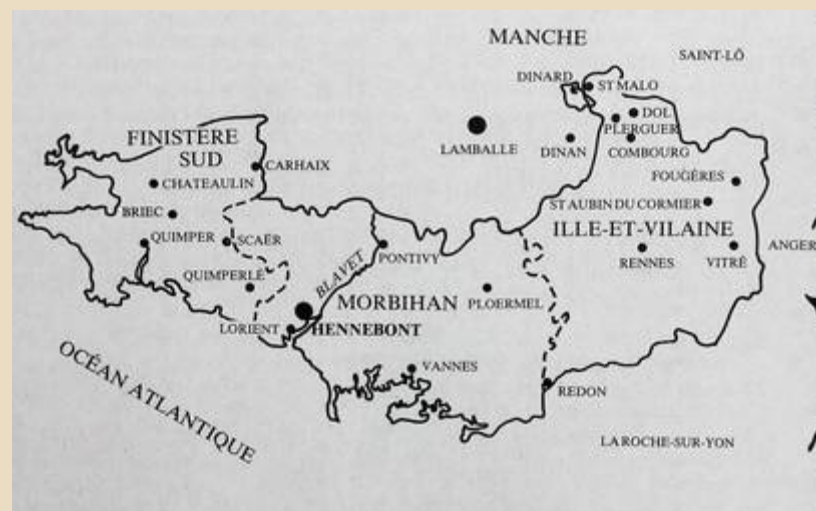 MANCHE
SAINT-LÔ
DINARD
ST MALO
DOL
PLERGUER
LAMBALLE
DINAN
COMBOURG
FINISTÈRE
SUD
CARHAIX
CHATEAULIN
FOUGÈRES
BRIEC
ST AUBIN DU CORMIER
ILLE-ET-VILAINE
QUIMPER
SCAËR
PONTIVY
RENNES
VITRÉ
ANGER
QUIMPERLÉ
BLAVET
MORBIHAN
PLOERMEL
LORIENT
HENNEBONT
OCÉAN ATLANTIQUE
VANNES
REDON
LA ROCHE-SUR-YON